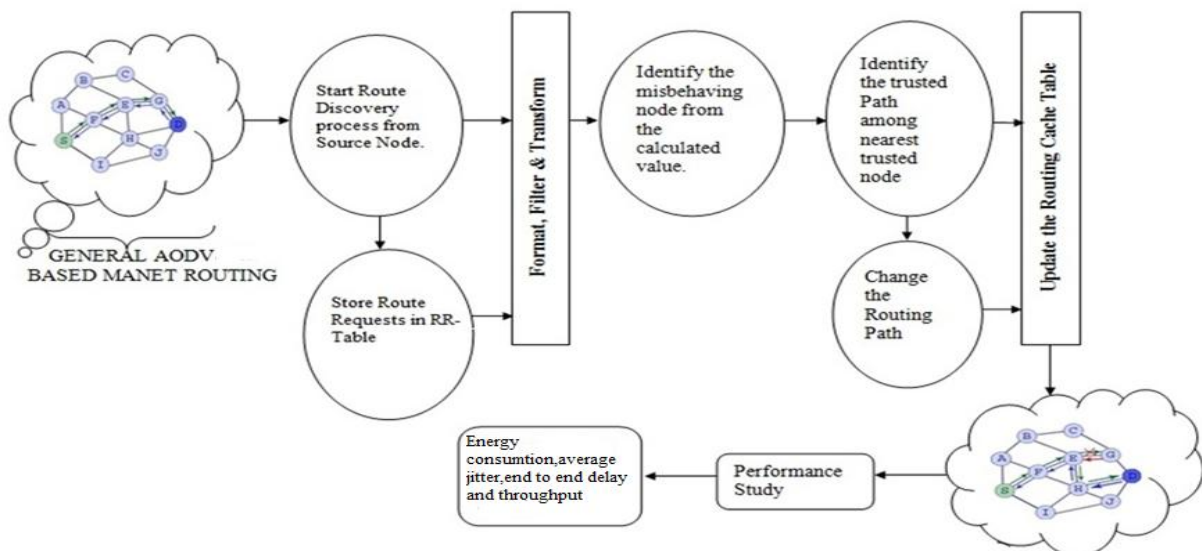 B
C
A
E
G
F
D
S
H
I
J
GENERAL AODV
BASED MANET ROUTING
Start Route
Discovery
process from
Source Node.
Store Route
Requests in RR-
Table
Format, Filter & Transform
Identify the
misbehaving
node from
the
calculated
value.
Identify
the trusted
Path
among
nearest
trusted
node
Change
the
Routing
Path
Update the Routing Cache Table
B
C
A
E
G
F
D
S
H
I
J
Performance
Study
Energy
consumtion,average
jitter,end to end delay
and throughput